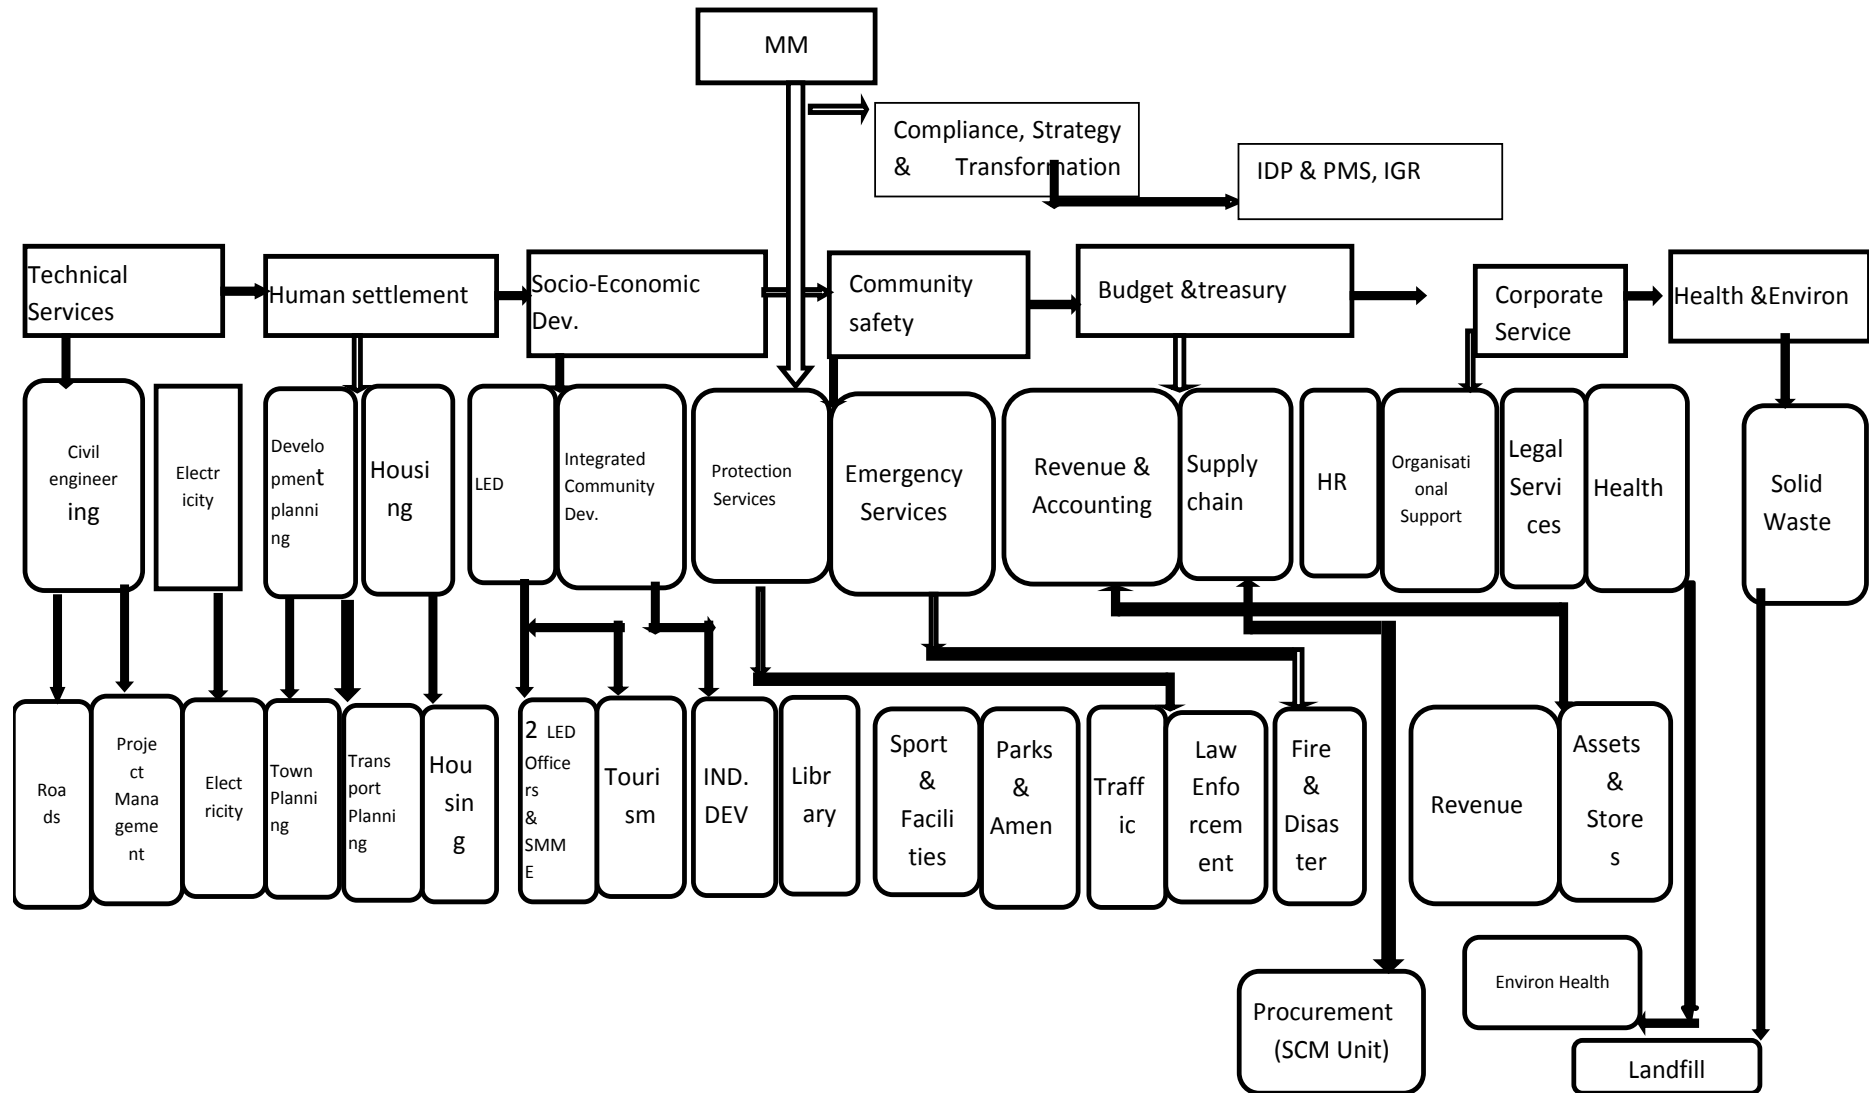 MM
Compliance, Strategy
& Transformation
IDP & PMS, IGR
Technical
Services
Human settlement
Socio-Economic
Dev.
Community
safety
Budget &treasury
Corporate
Service
Health &Environ
Civil
engineer
ing
Electr
icity
Develo
pment
planni
ng
Housi
ng
LED
Integrated
Community
Dev.
Protection
Services
Emergency
Services
Revenue &
Accounting
Supply
chain
HR
Organisati
onal
Support
Legal
Servi
ces
Health
Solid
Waste
Roa
ds
Proje
ct
Mana
geme
nt
Elect
ricity
Town
Planni
ng
Trans
port
Planni
ng
Hou
sin
g
2 LED
Office
rs
&
SMM
E
Touri
sm
IND.
DEV
Libr
ary
Sport
&
Facili
ties
Parks
&
Amen
Traff
ic
Law
Enfo
rcem
ent
Fire
&
Disas
ter
Revenue
Assets
&
Store
s
Environ Health
Procurement
(SCM Unit)
Landfill